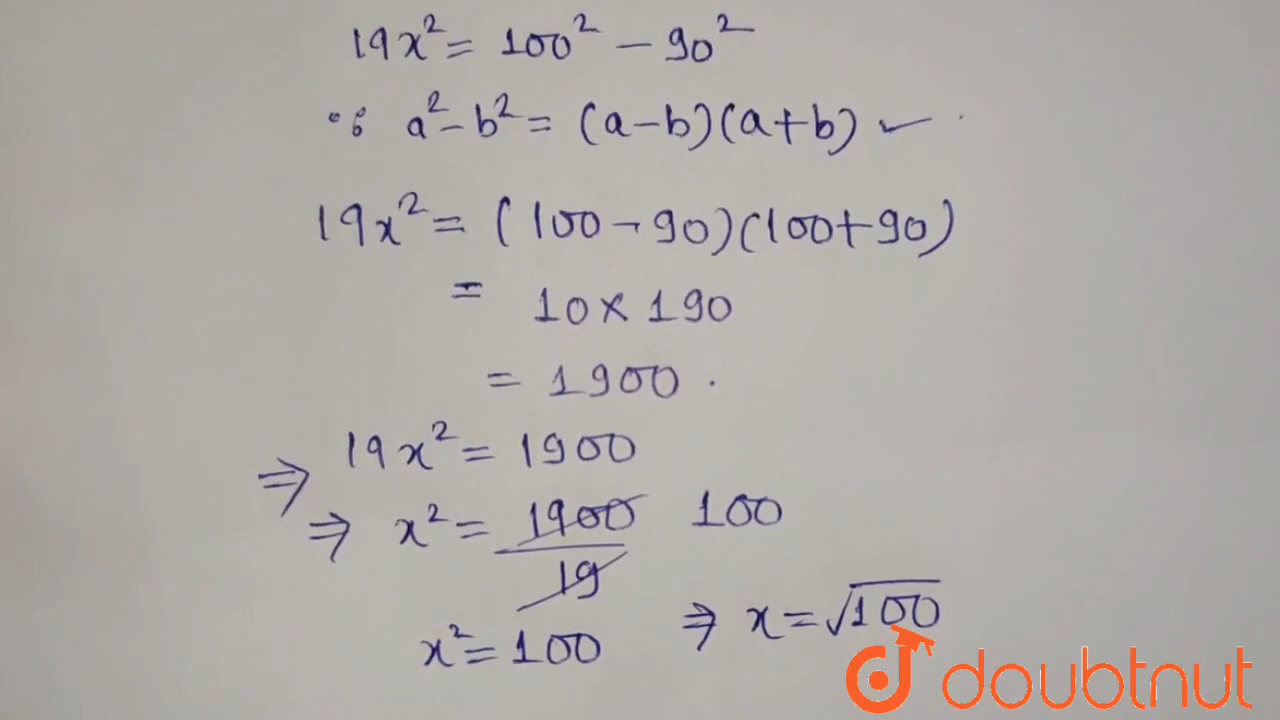 19x² = 100² − 90²
∵ a² − b² = (a−b)(a+b) ✓
19x² = (100 − 90)(100+90)
= 10 × 190
= 1900 .
⇒ 19x² = 1900
⇒ x² = 1900/19 100
x² = 100 ⇒ x = √100
doubtnut